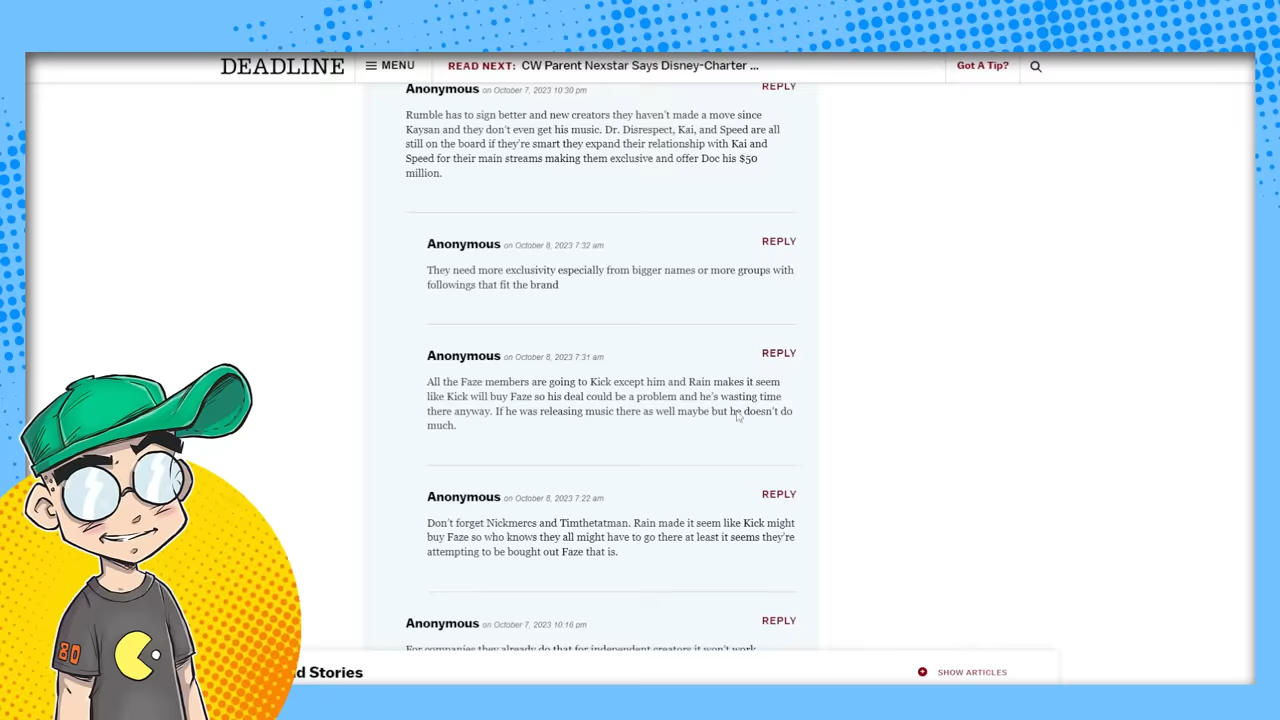 DEADLINE
MENU
READ NEXT: CW Parent Nexstar Says Disney-Charter ...
Got A Tip?
Anonymous on October 7, 2023 10:30 pm
REPLY
Rumble has to sign better and new creators they haven't made a move since
Kaysan and they don't even get his music. Dr. Disrespect, Kai, and Speed are all
still on the board if they're smart they expand their relationship with Kai and
Speed for their main streams making them exclusive and offer Doc his $50
million.
Anonymous on October 8, 2023 7:32 am
REPLY
They need more exclusivity especially from bigger names or more groups with
followings that fit the brand
Anonymous on October 8, 2023 7:31 am
REPLY
All the Faze members are going to Kick except him and Rain makes it seem
like Kick will buy Faze so his deal could be a problem and he's wasting time
there anyway. If he was releasing music there as well maybe but he doesn't do
much.
Anonymous on October 8, 2023 7:22 am
REPLY
Don't forget Nickmercs and Timthetatman. Rain made it seem like Kick might
buy Faze so who knows they all might have to go there at least it seems they're
attempting to be bought out Faze that is.
Anonymous on October 7, 2023 10:16 pm
REPLY
For companies they already do that for independent creators it won't work
d Stories
SHOW ARTICLES
80